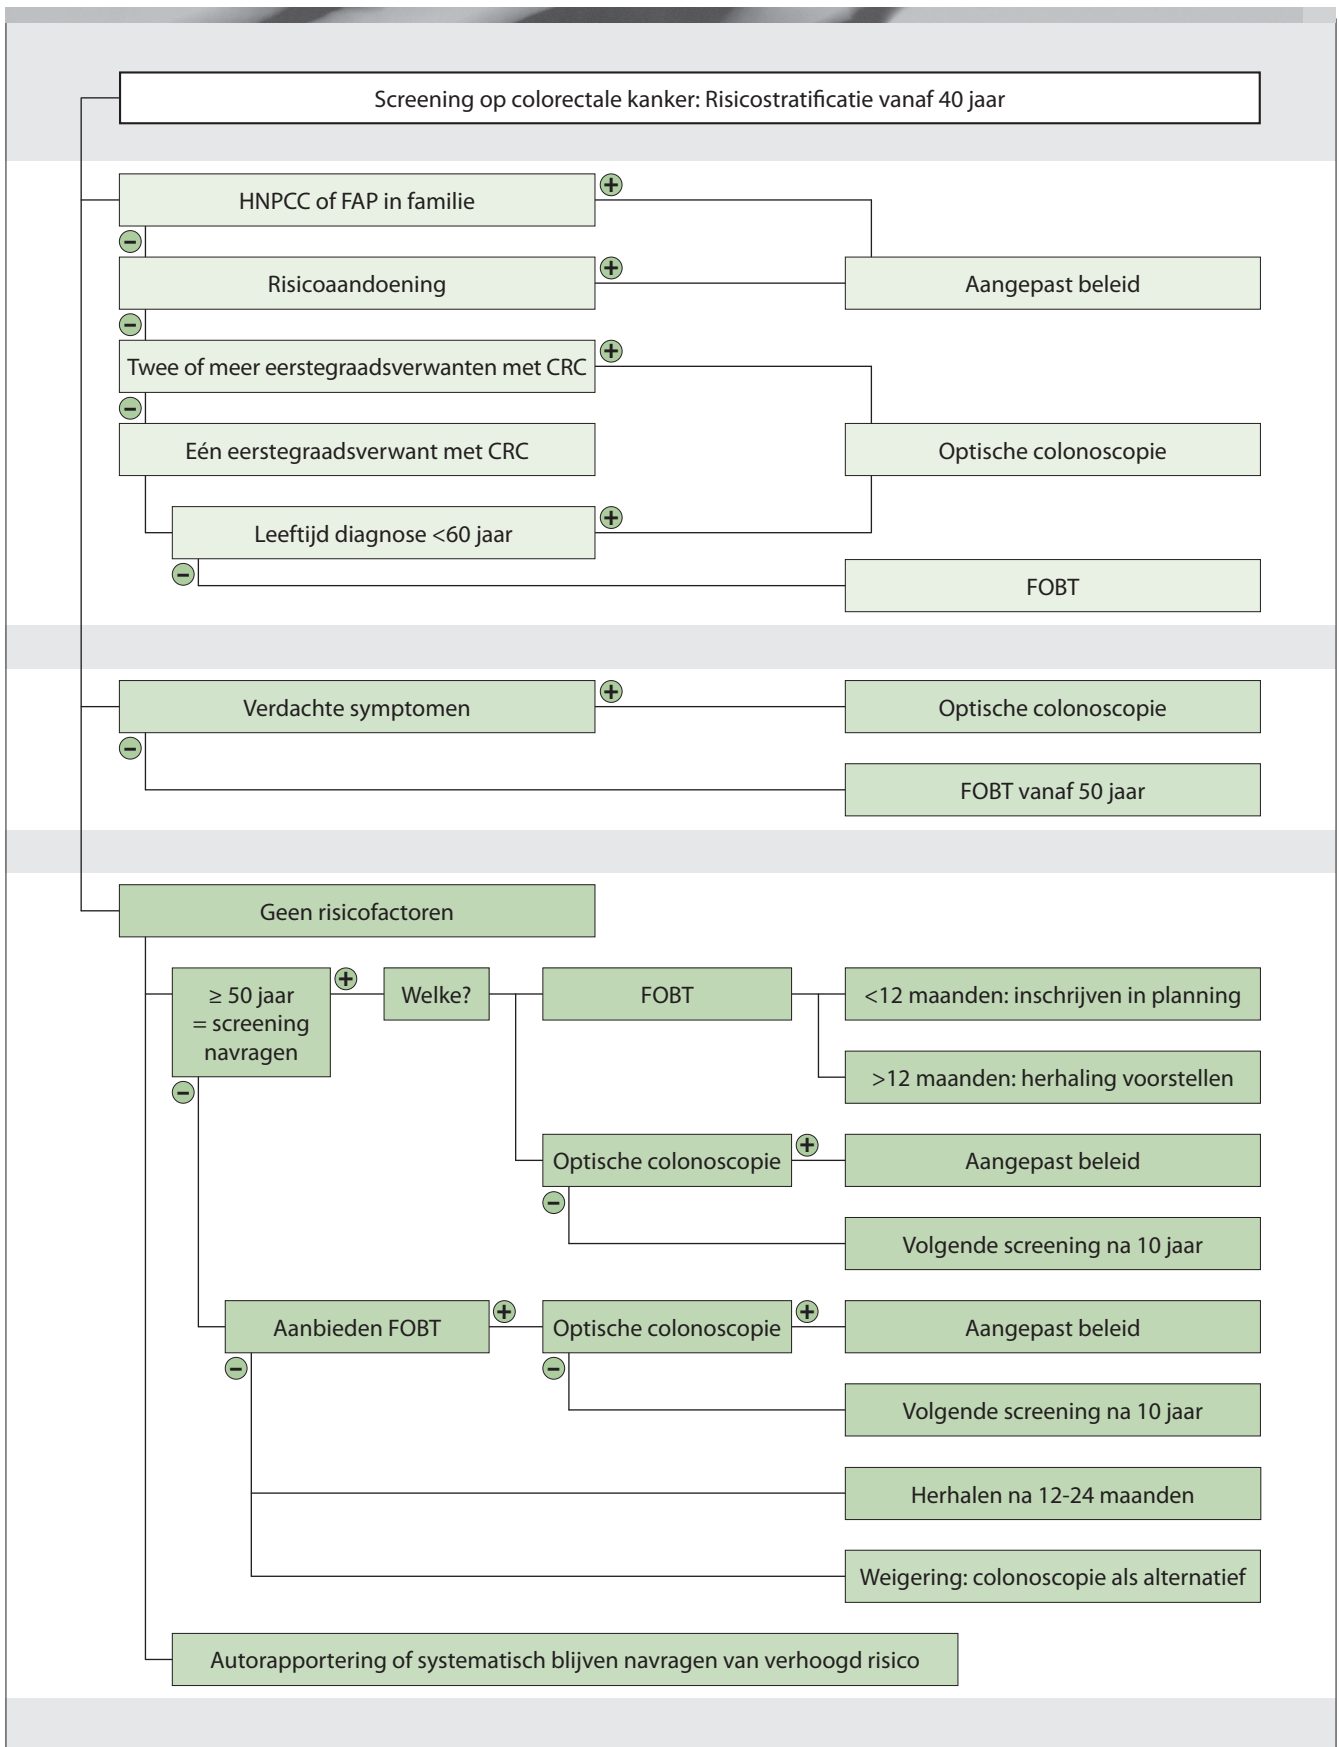 Screening op colorectale kanker: Risicostratificatie vanaf 40 jaar
HNPCC of FAP in familie
+
−
Risicoaandoening
+
Aangepast beleid
−
Twee of meer eerstegraadsverwanten met CRC
+
−
Eén eerstegraadsverwant met CRC
Optische colonoscopie
Leeftijd diagnose <60 jaar
+
−
FOBT
Verdachte symptomen
+
Optische colonoscopie
−
FOBT vanaf 50 jaar
Geen risicofactoren
≥ 50 jaar
= screening
navragen
+
−
Welke?
FOBT
<12 maanden: inschrijven in planning
>12 maanden: herhaling voorstellen
Optische colonoscopie
+
Aangepast beleid
−
Volgende screening na 10 jaar
Aanbieden FOBT
+
−
Optische colonoscopie
+
Aangepast beleid
−
Volgende screening na 10 jaar
Herhalen na 12-24 maanden
Weigering: colonoscopie als alternatief
Autorapportering of systematisch blijven navragen van verhoogd risico